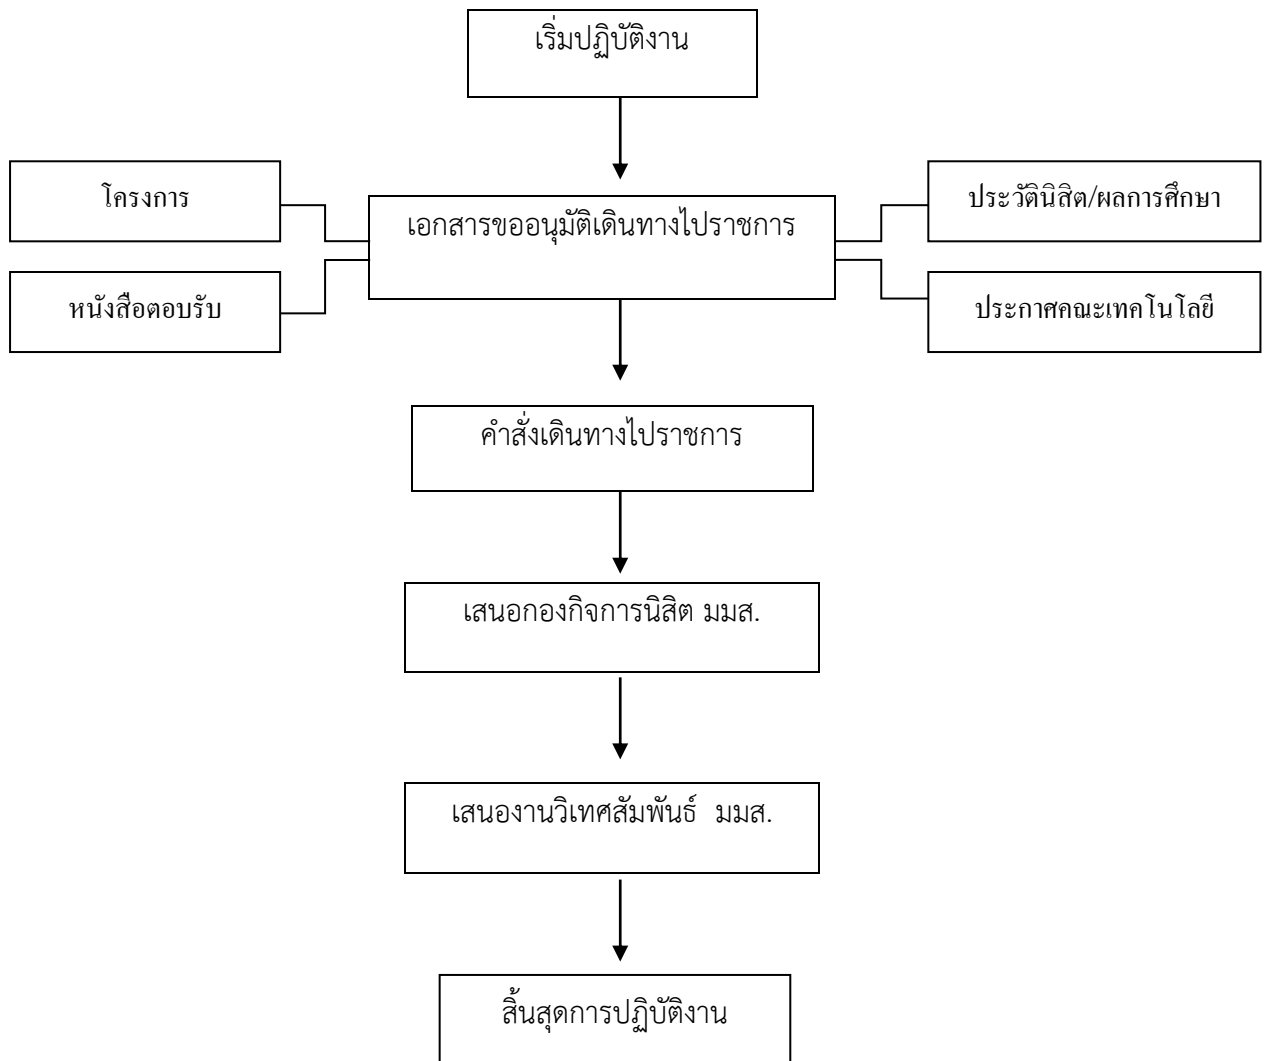 เริ่มปฏิบัติงาน
โครงการ
ประวัตินิสิต/ผลการศึกษา
เอกสารขออนุมัติเดินทางไปราชการ
หนังสือตอบรับ
ประกาศคณะเทคโนโลยี
คำสั่งเดินทางไปราชการ
เสนอกองกิจการนิสิต มมส.
เสนองานวิเทศสัมพันธ์ มมส.
สิ้นสุดการปฏิบัติงาน